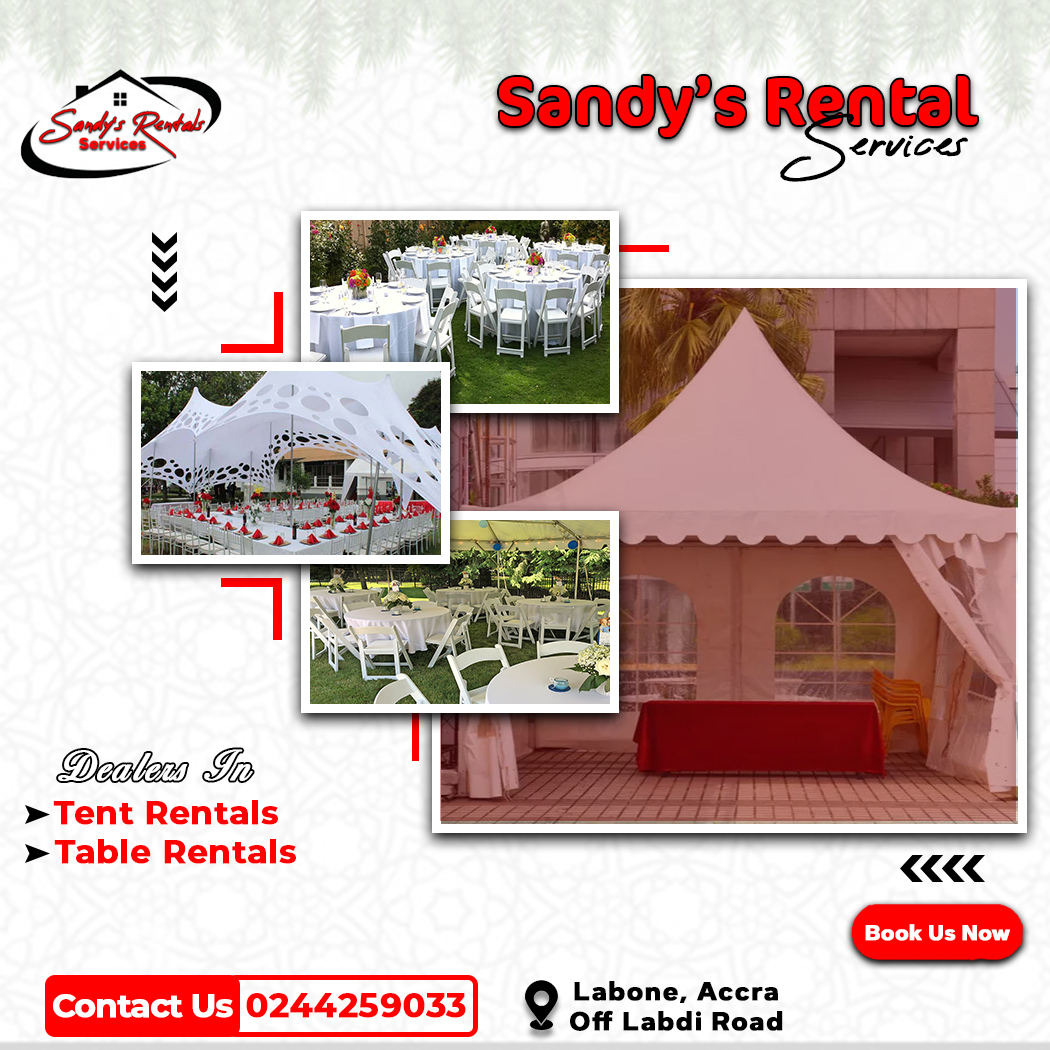 Sandy's Rentals
Services
Sandy's Rental
Services
Dealers In
Tent Rentals
Table Rentals
Book Us Now
Contact Us 0244259033
Labone, Accra
Off Labdi Road